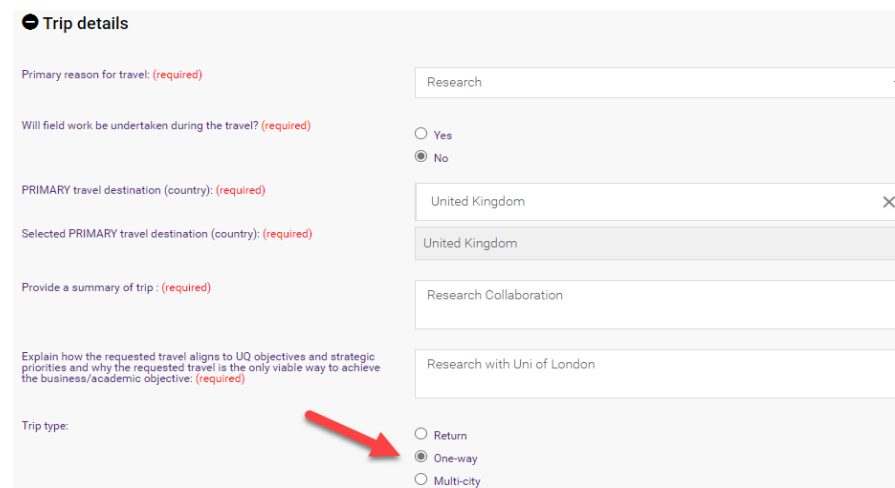 Trip details
Primary reason for travel: (required)
Research
Will field work be undertaken during the travel? (required)
Yes
No
PRIMARY travel destination (country): (required)
United Kingdom
Selected PRIMARY travel destination (country): (required)
United Kingdom
Provide a summary of trip : (required)
Research Collaboration
Explain how the requested travel aligns to UQ objectives and strategic
priorities and why the requested travel is the only viable way to achieve
the business/academic objective: (required)
Research with Uni of London
Trip type:
Return
One-way
Multi-city